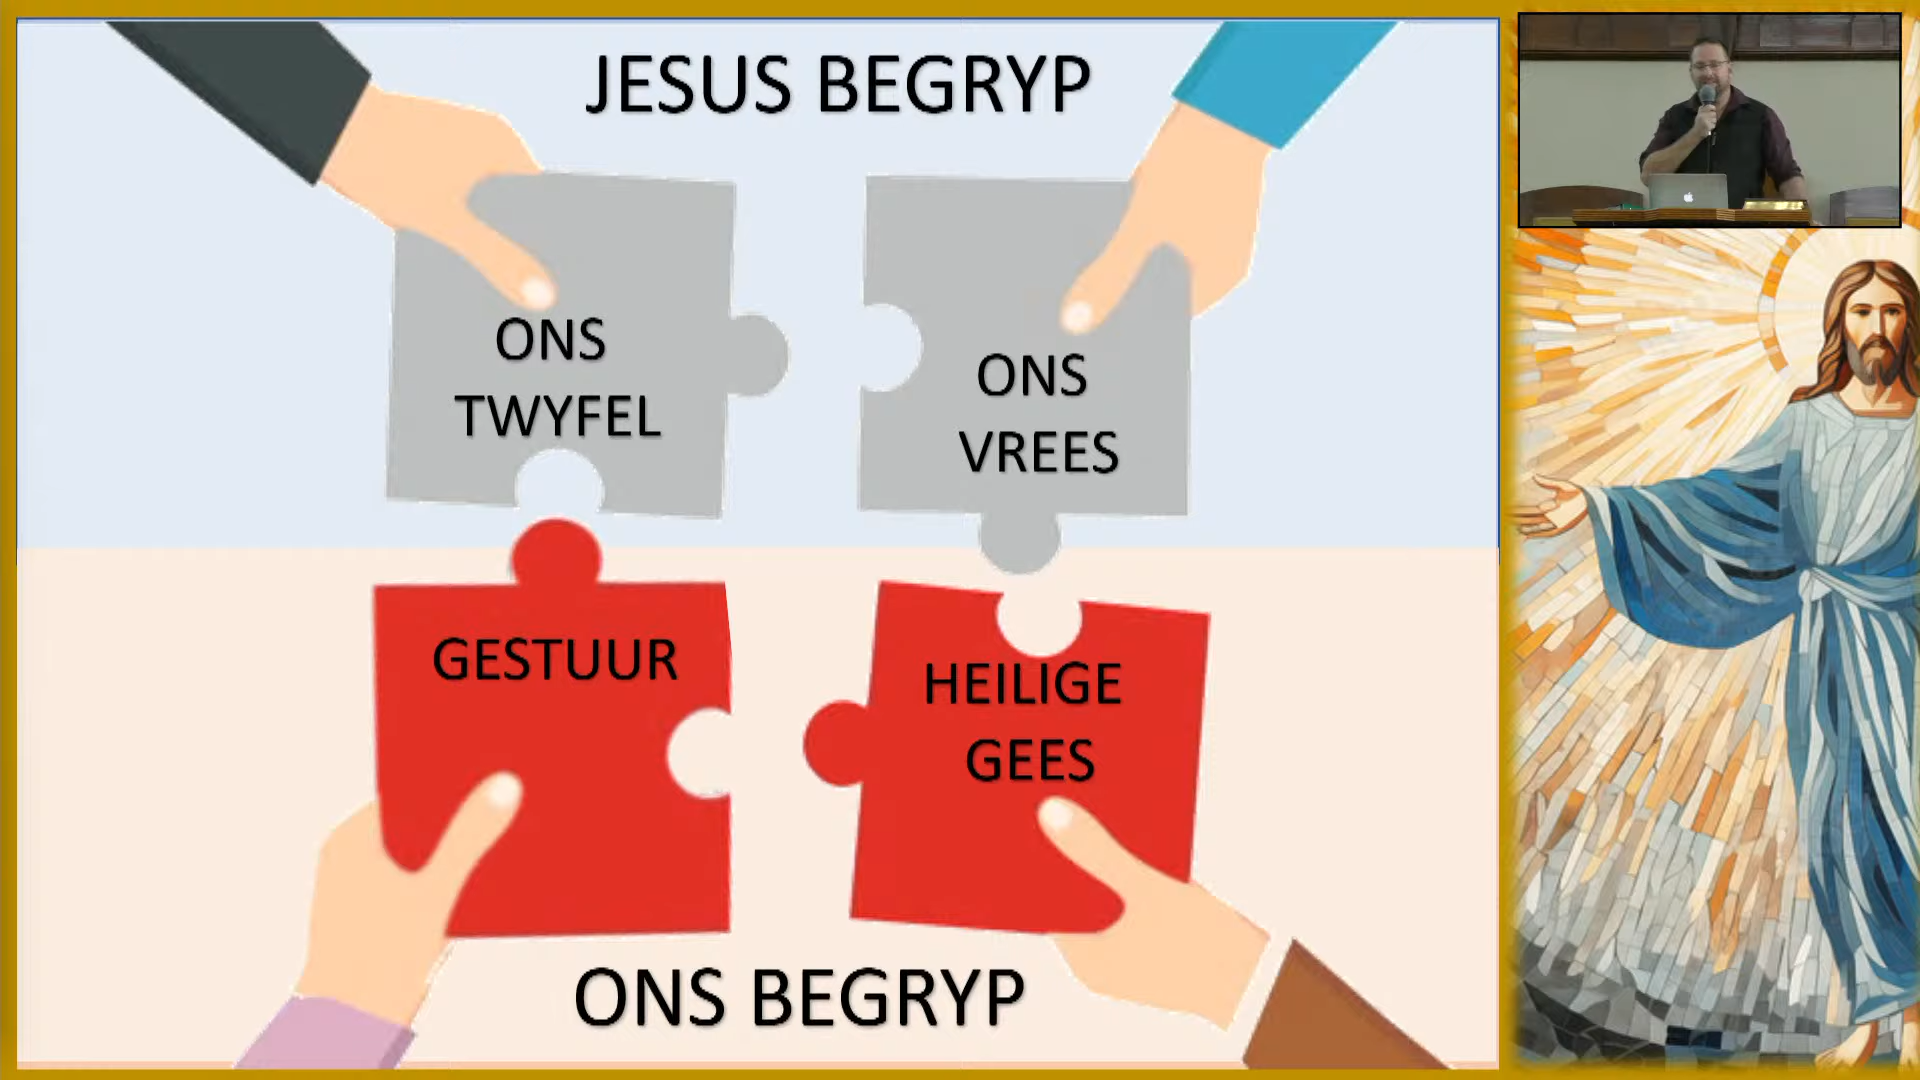 JESUS BEGRYP
ONS
TWYFEL
ONS
VREES
GESTUUR
HEILIGE
GEES
ONS BEGRYP